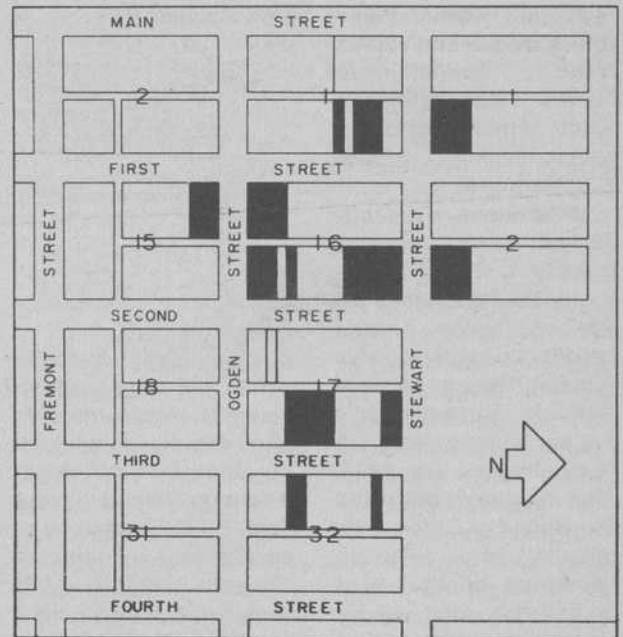 MAIN STREET
2 1 1
FIRST STREET
STREET STREET STREET
15 16 2
SECOND STREET
FREMONT OGDEN STEWART
18 17
N
THIRD STREET
31 32
FOURTH STREET